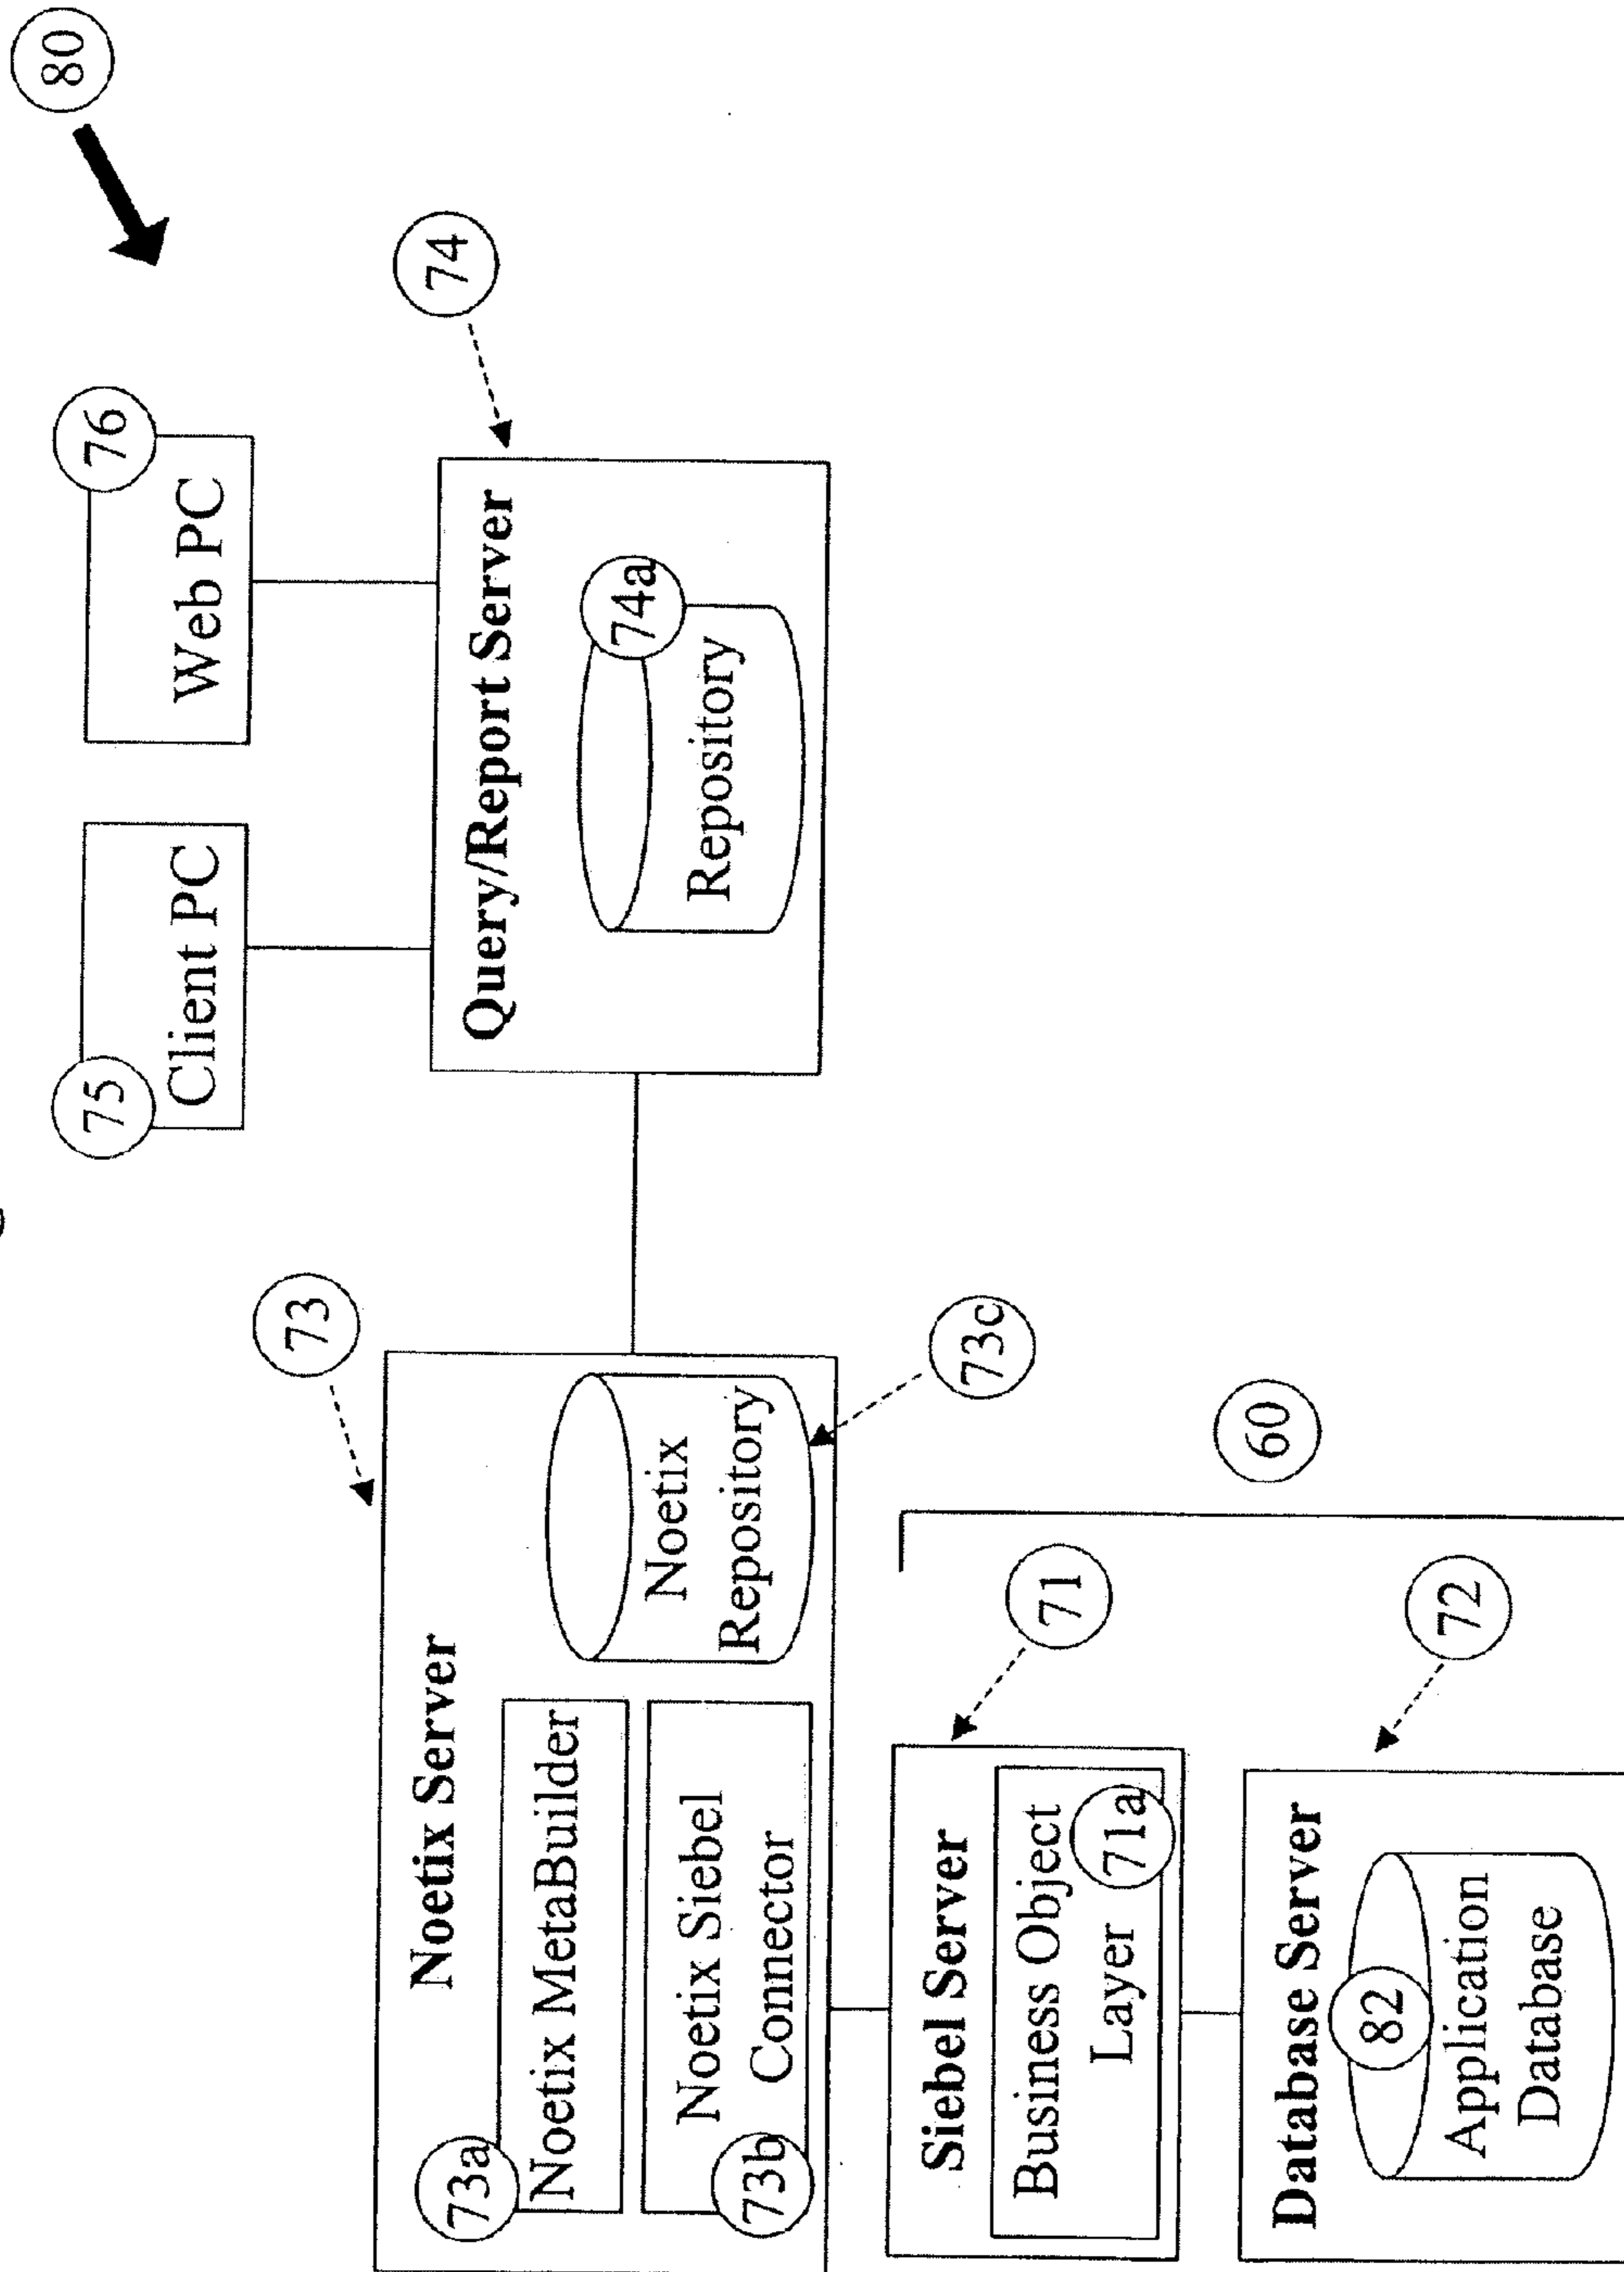 80
75
Client PC
76
Web PC
74
Query/Report Server
74a
Repository
73
Noetix Server
73a
Noetix MetaBuilder
73b
Noetix Siebel
Connector
Noetix
Repository
73c
60
71
Siebel Server
Business Object
Layer
71a
72
Database Server
82
Application
Database